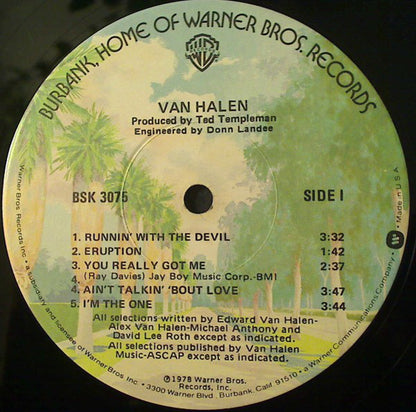 BURBANK, HOME OF WARNER BROS. RECORDS
VAN HALEN
Produced by Ted Templeman
Engineered by Donn Landee
BSK 3075
SIDE I
1. RUNNIN' WITH THE DEVIL 3:32
2. ERUPTION 1:42
3. YOU REALLY GOT ME 2:37
(Ray Davies) Jay Boy Music Corp.-BMI
4. AIN'T TALKIN' 'BOUT LOVE 3:47
5. I'M THE ONE 3:44
All selections written by Edward Van Halen-
Alex Van Halen-Michael Anthony and
David Lee Roth except as indicated.
All selections published by Van Halen
Music-ASCAP except as indicated.
℗ 1978 Warner Bros.
Records, Inc.
Warner Bros Records Inc. • a subsidiary and licensee of Warner Bros. Inc. • 3300 Warner Blvd. Burbank, Calif 91510 • a Warner Communications Company • Made in U S A